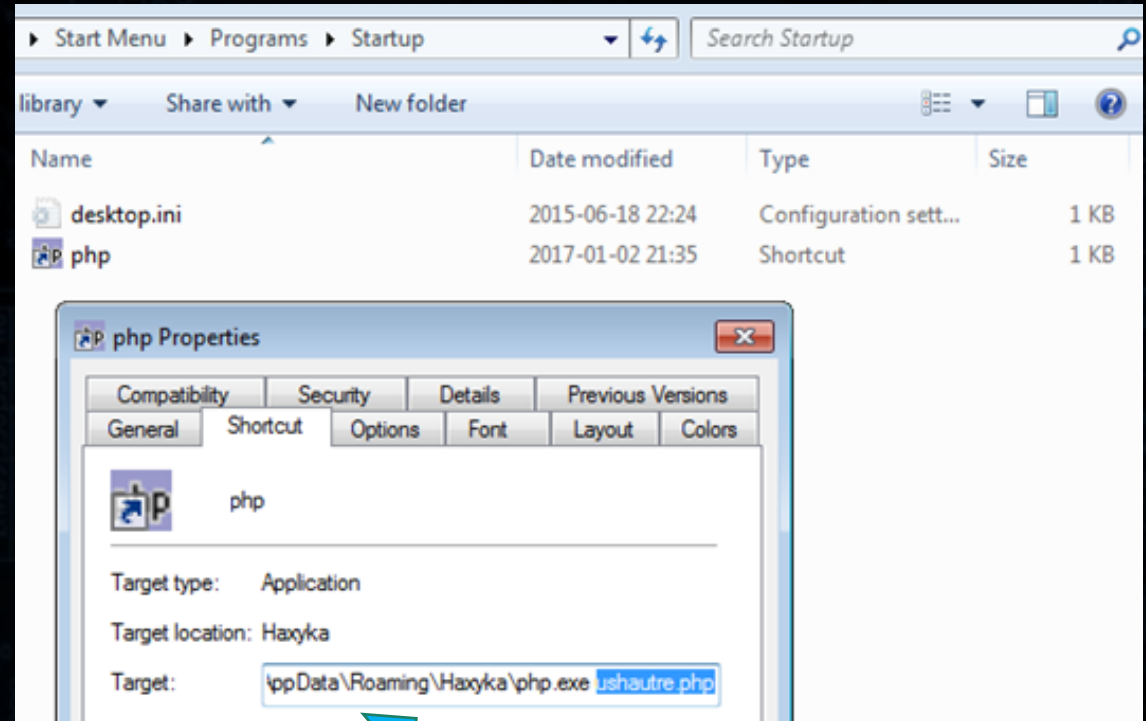 Start Menu Programs Startup Search Startup
library Share with New folder
Name Date modified Type Size
desktop.ini 2015-06-18 22:24 Configuration sett... 1 KB
php 2017-01-02 21:35 Shortcut 1 KB
php Properties
Compatibility Security Details Previous Versions
General Shortcut Options Font Layout Colors
php
Target type: Application
Target location: Haxyka
Target: \ppData\Roaming\Haxyka\php.exe ushautre.php